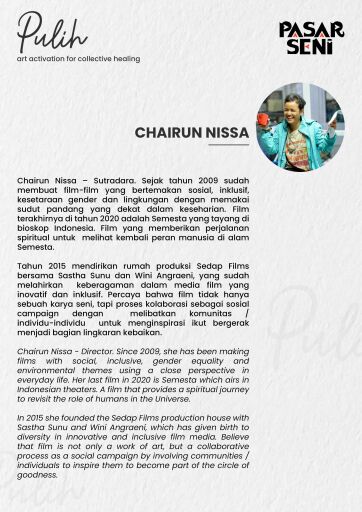 Pulih
art activation for collective healing
PASAR
SENI
CHAIRUN NISSA
Chairun Nissa – Sutradara. Sejak tahun 2009 sudah
membuat film-film yang bertemakan sosial, inklusif,
kesetaraan gender dan lingkungan dengan memakai
sudut pandang yang dekat dalam keseharian. Film
terakhirnya di tahun 2020 adalah Semesta yang tayang di
bioskop Indonesia. Film yang memberikan perjalanan
spiritual untuk melihat kembali peran manusia di alam
Semesta.
Tahun 2015 mendirikan rumah produksi Sedap Films
bersama Sastha Sunu dan Wini Angraeni, yang sudah
melahirkan keberagaman dalam media film yang
inovatif dan inklusif. Percaya bahwa film tidak hanya
sebuah karya seni, tapi proses kolaborasi sebagai sosial
campaign dengan melibatkan komunitas /
individu-individu untuk menginspirasi ikut bergerak
menjadi bagian lingkaran kebaikan.
Chairun Nissa - Director. Since 2009, she has been making
films with social, inclusive, gender equality and
environmental themes using a close perspective in
everyday life. Her last film in 2020 is Semesta which airs in
Indonesian theaters. A film that provides a spiritual journey
to revisit the role of humans in the Universe.
In 2015 she founded the Sedap Films production house with
Sastha Sunu and Wini Angraeni, which has given birth to
diversity in innovative and inclusive film media. Believe
that film is not only a work of art, but a collaborative
process as a social campaign by involving communities /
individuals to inspire them to become part of the circle of
goodness.